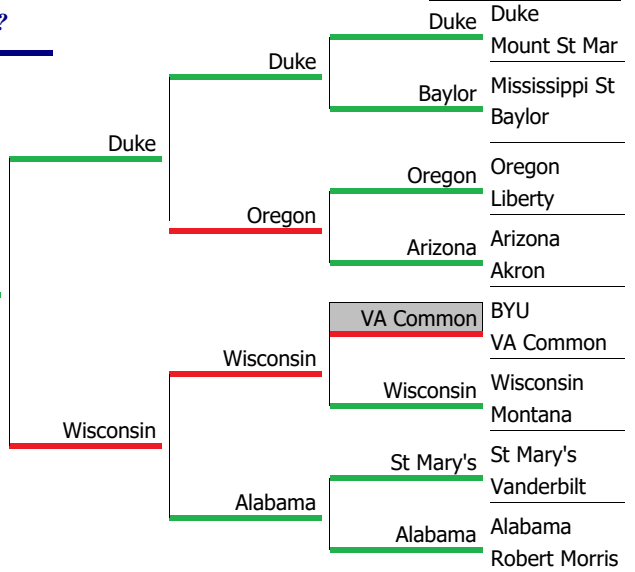 ?
Duke
Duke
Mount St Mar
Duke
Baylor
Mississippi St
Baylor
Duke
Oregon
Oregon
Liberty
Oregon
Arizona
Arizona
Akron
VA Common
BYU
VA Common
Wisconsin
Wisconsin
Wisconsin
Montana
Wisconsin
St Mary's
St Mary's
Vanderbilt
Alabama
Alabama
Alabama
Robert Morris